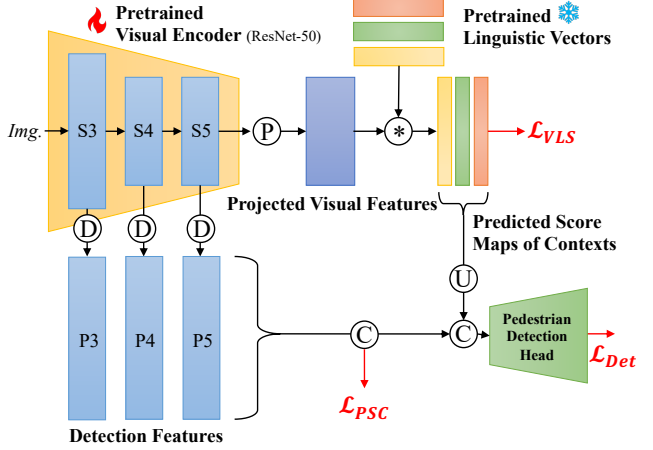 Pretrained
Visual Encoder (ResNet-50)
Pretrained
Linguistic Vectors
Img.
S3
S4
S5
P
*
ℒVLS
Projected Visual Features
D
D
D
Predicted Score
Maps of Contexts
U
P3
P4
P5
C
C
Pedestrian
Detection
Head
ℒDet
ℒPSC
Detection Features